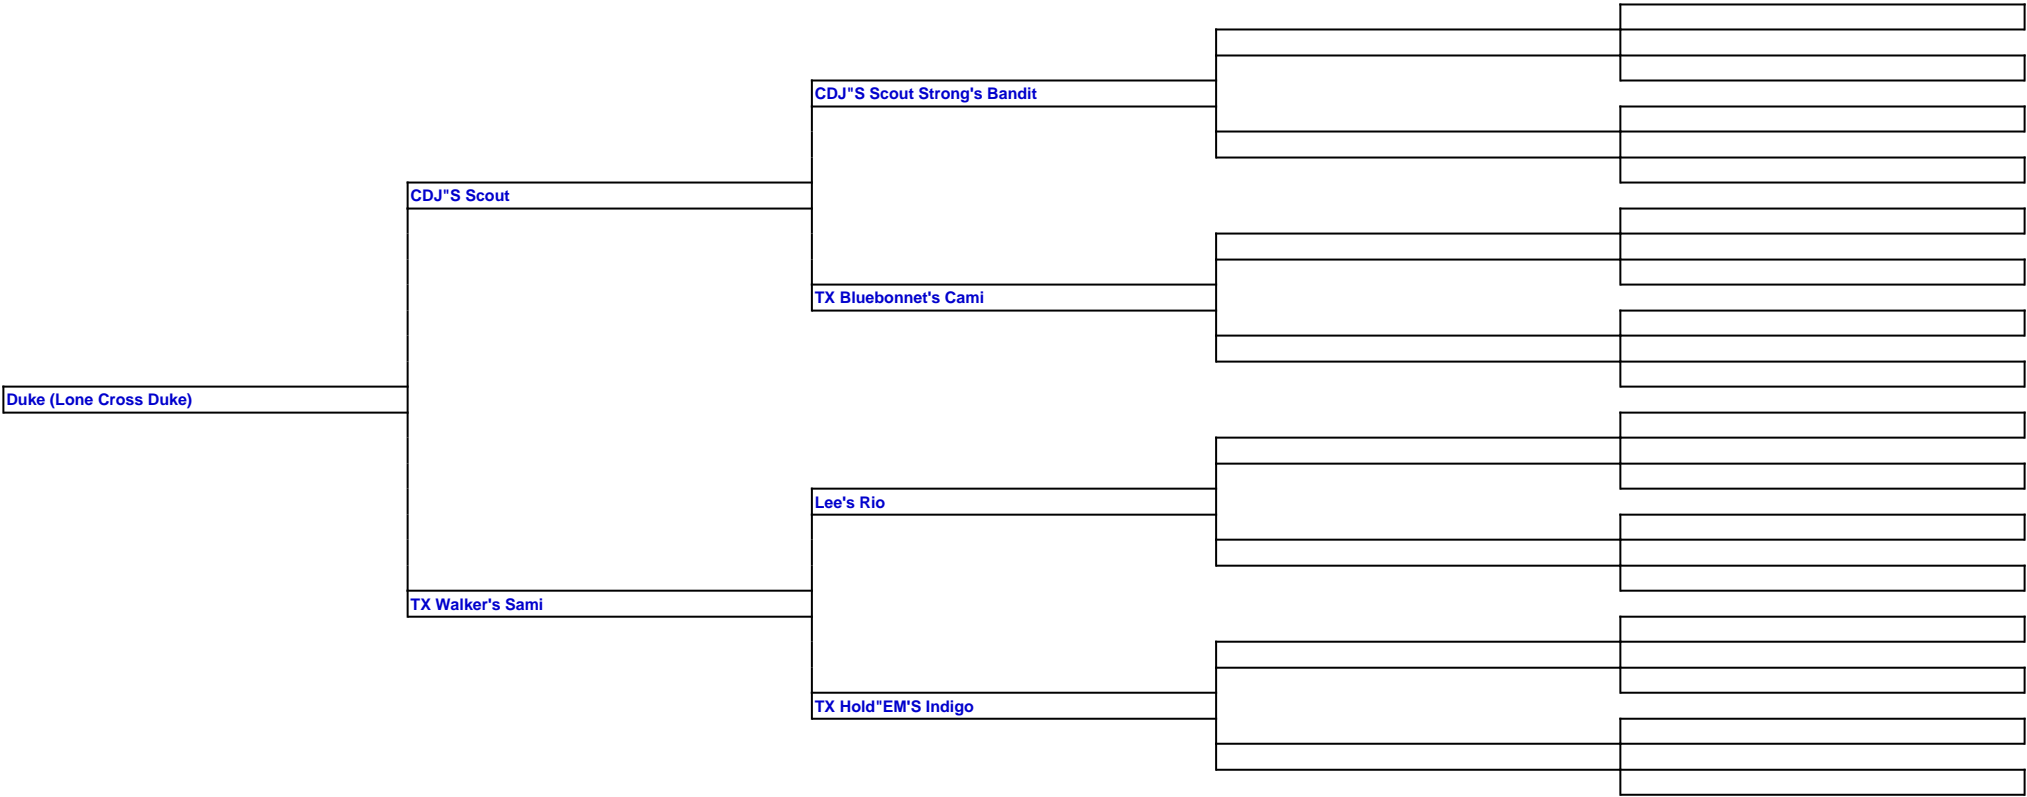 CDJ"S Scout Strong's Bandit
CDJ"S Scout
TX Bluebonnet's Cami
Duke (Lone Cross Duke)
Lee's Rio
TX Walker's Sami
TX Hold"EM'S Indigo